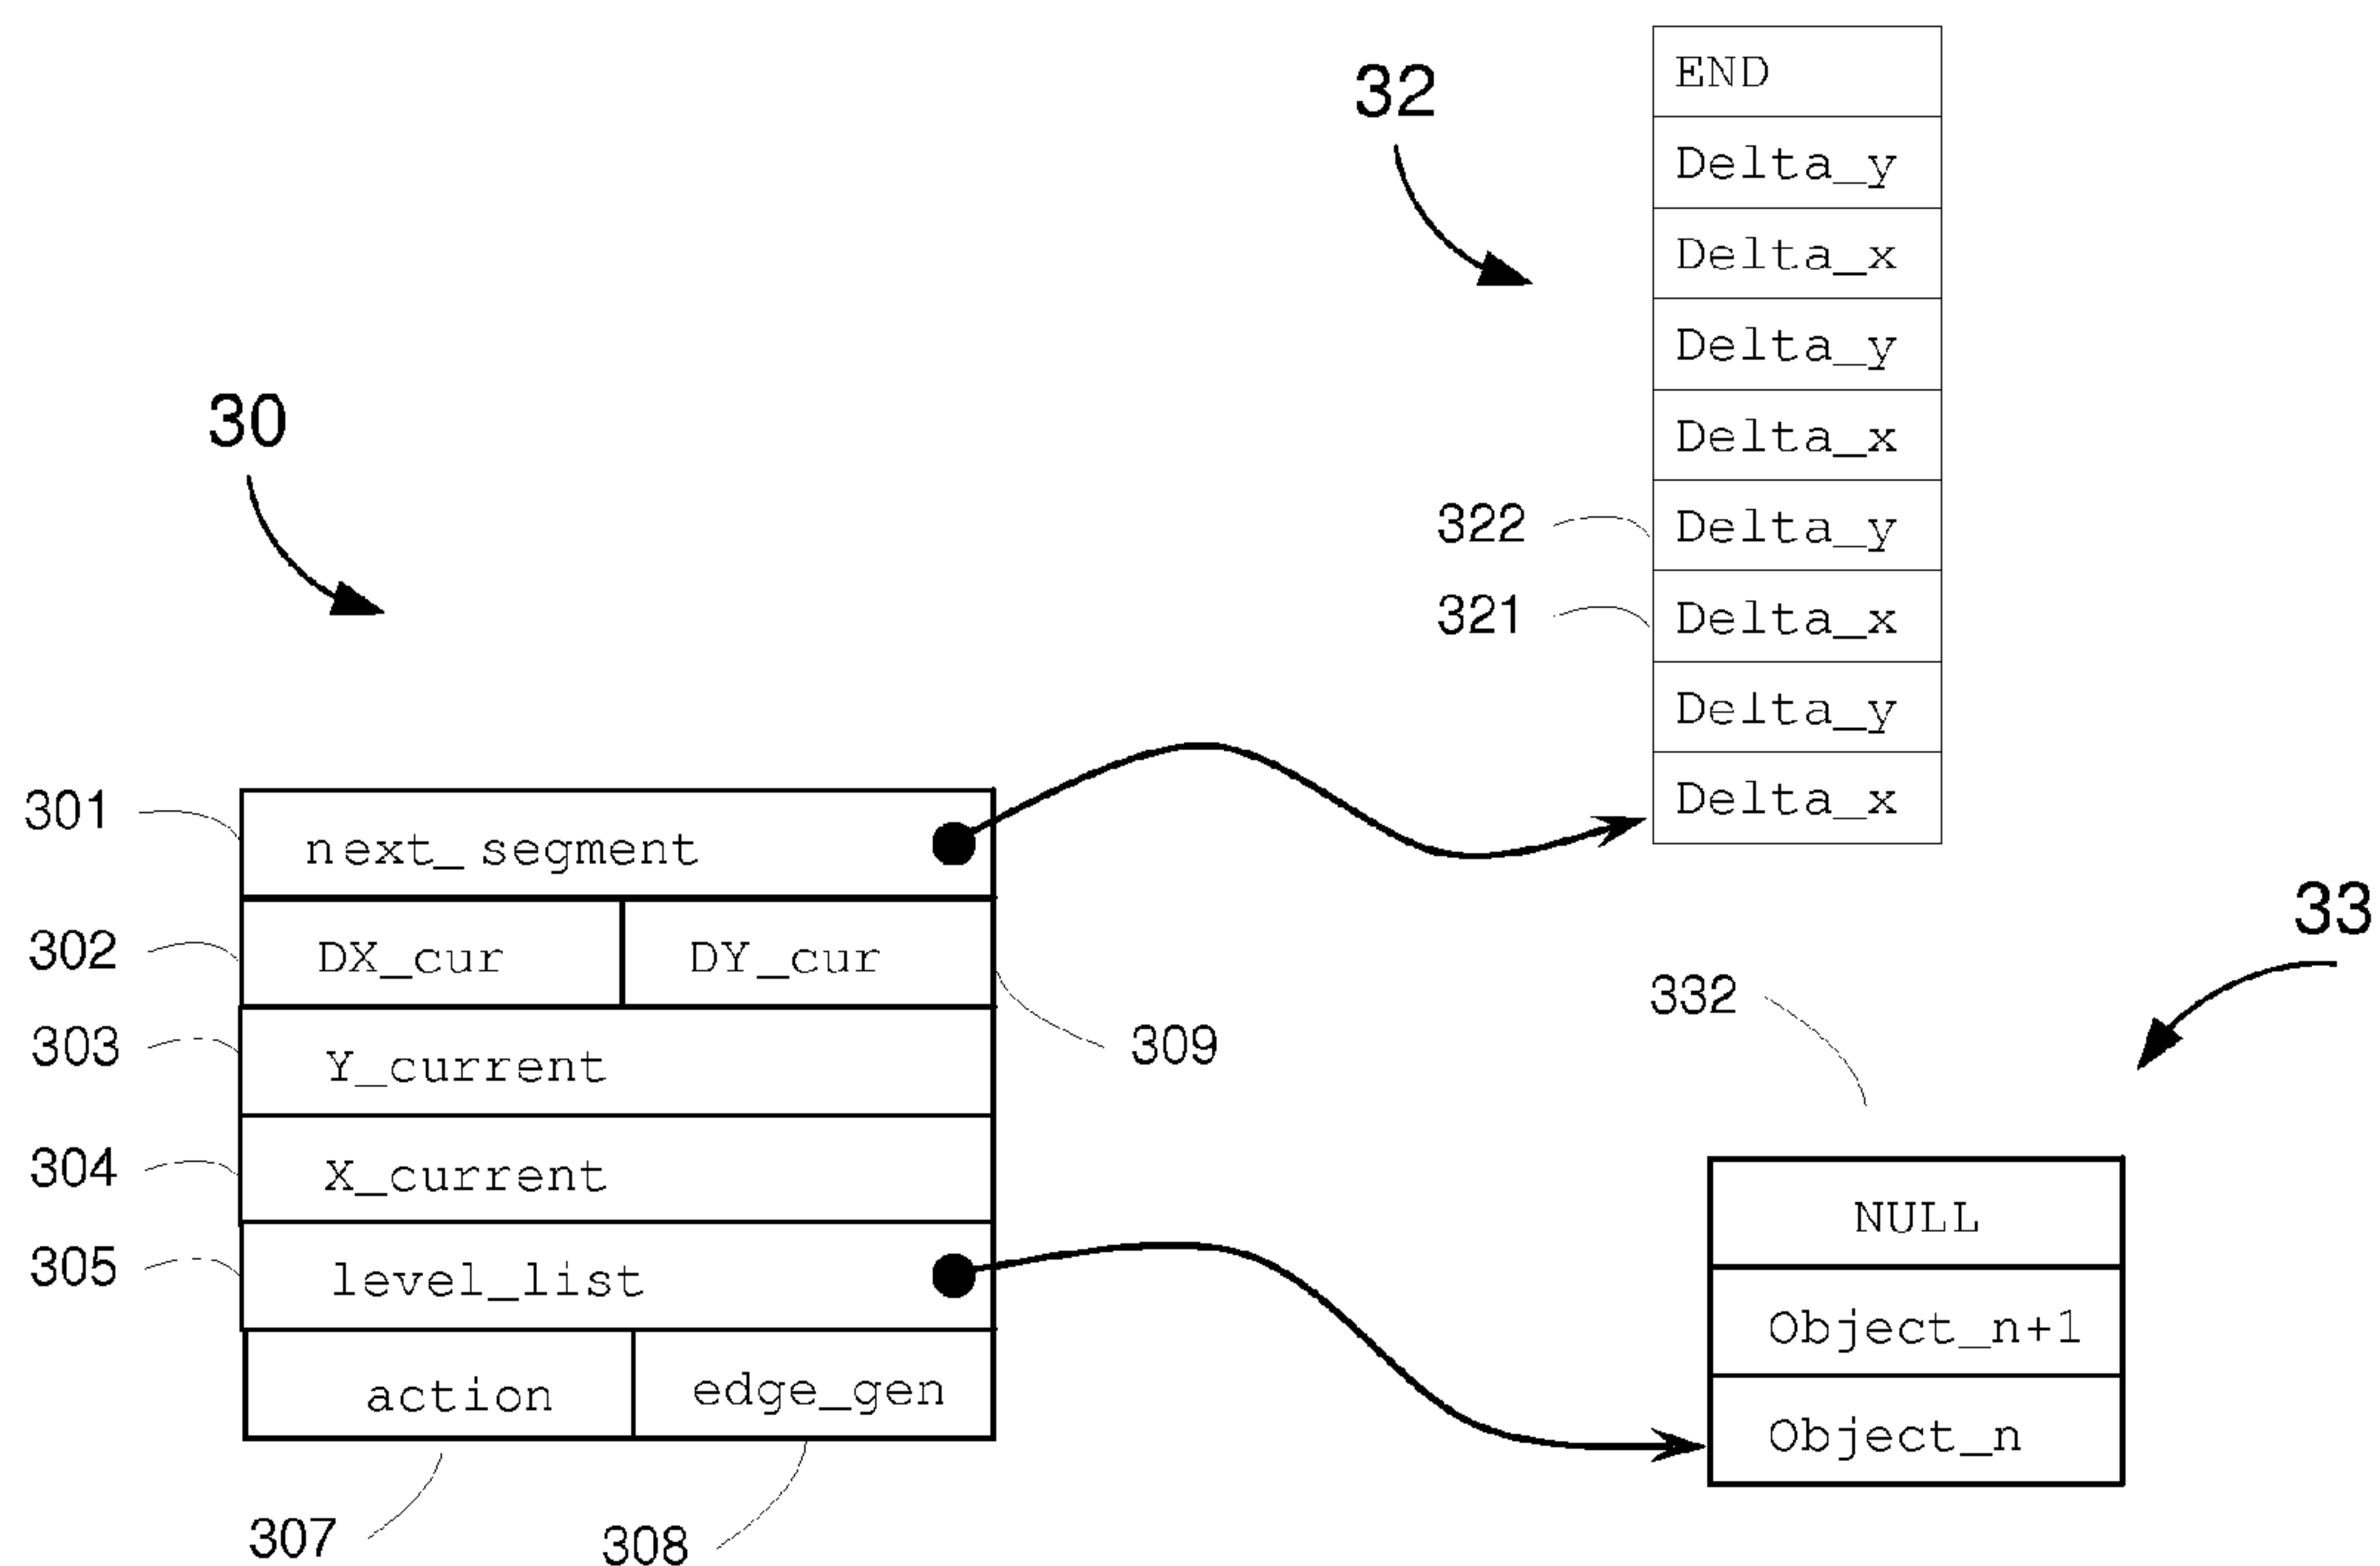 END
32
Delta_y
Delta_x
Delta_y
30
Delta_x
322
Delta_y
321
Delta_x
Delta_y
Delta_x
301
next_segment
33
302
DX_cur
DY_cur
332
303
Y_current
309
304
X_current
NULL
305
level_list
Object_n+1
action
edge_gen
Object_n
307
308